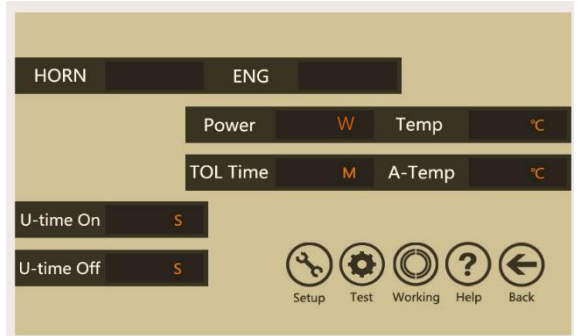 HORN ENG
Power W Temp °C
TOL Time M A-Temp °C
U-time On S
U-time Off S
Setup Test Working Help Back